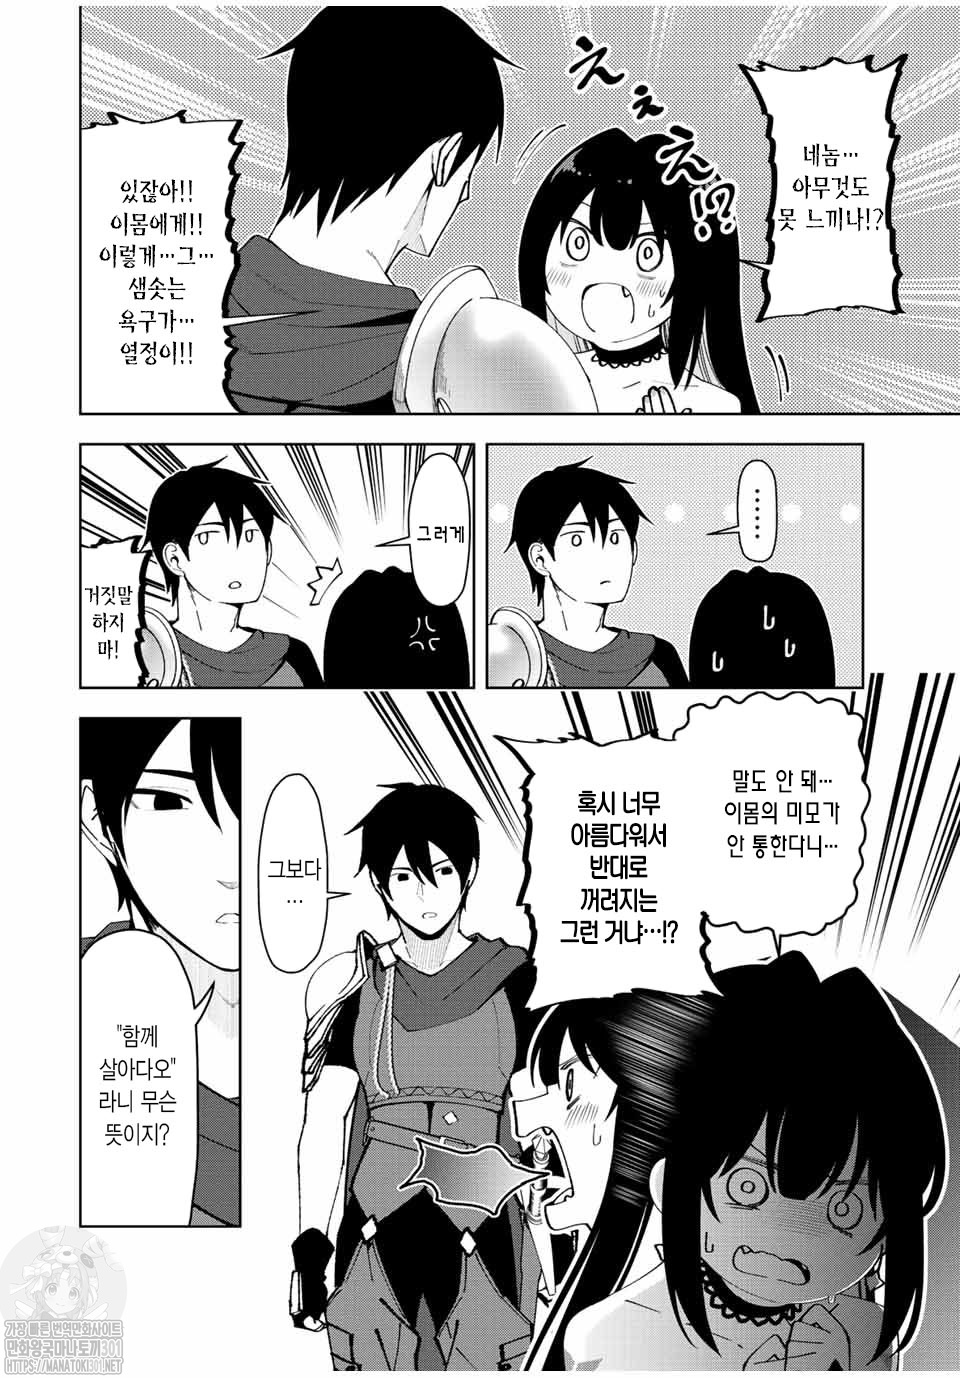 네놈…
아무것도
못 느끼나!?
えぇえ!?
있잖아!!
이몸에게!!
이렇게…그…
샘솟는
욕구가…
열정이!!
………
그러게
거짓말
하지
마!
말도 안 돼…
이몸의 미모가
안 통한다니…
혹시 너무
아름다워서
반대로
꺼려지는
그런 거냐…!?
그보다
…
"함께
살아다오"
라니 무슨
뜻이지?
가장 빠른 번역만화사이트
만화왕국마나토끼301
HTTPS://MANATOKI301.NET